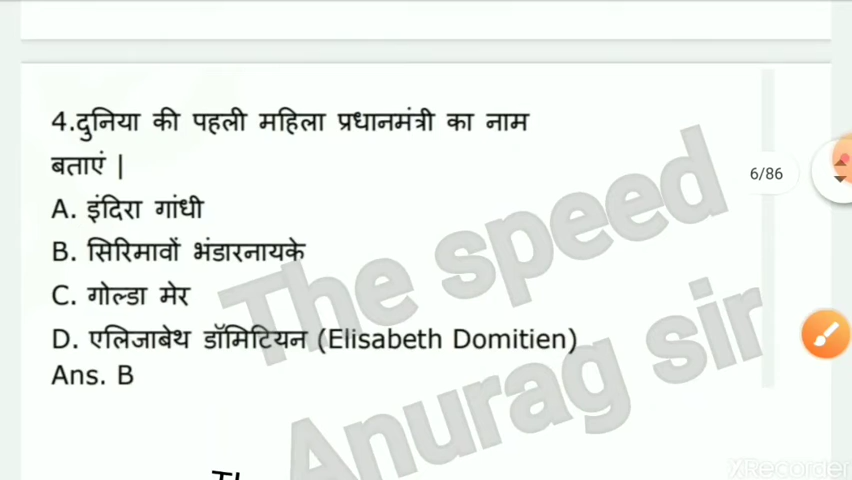 4.दुनिया की पहली महिला प्रधानमंत्री का नाम
बताएं |
A. इंदिरा गांधी
B. सिरिमावों भंडारनायके
C. गोल्डा मेर
D. एलिजाबेथ डॉमिटियन (Elisabeth Domitien)
Ans. B
6/86
The speed
Anurag sir
XRecorder